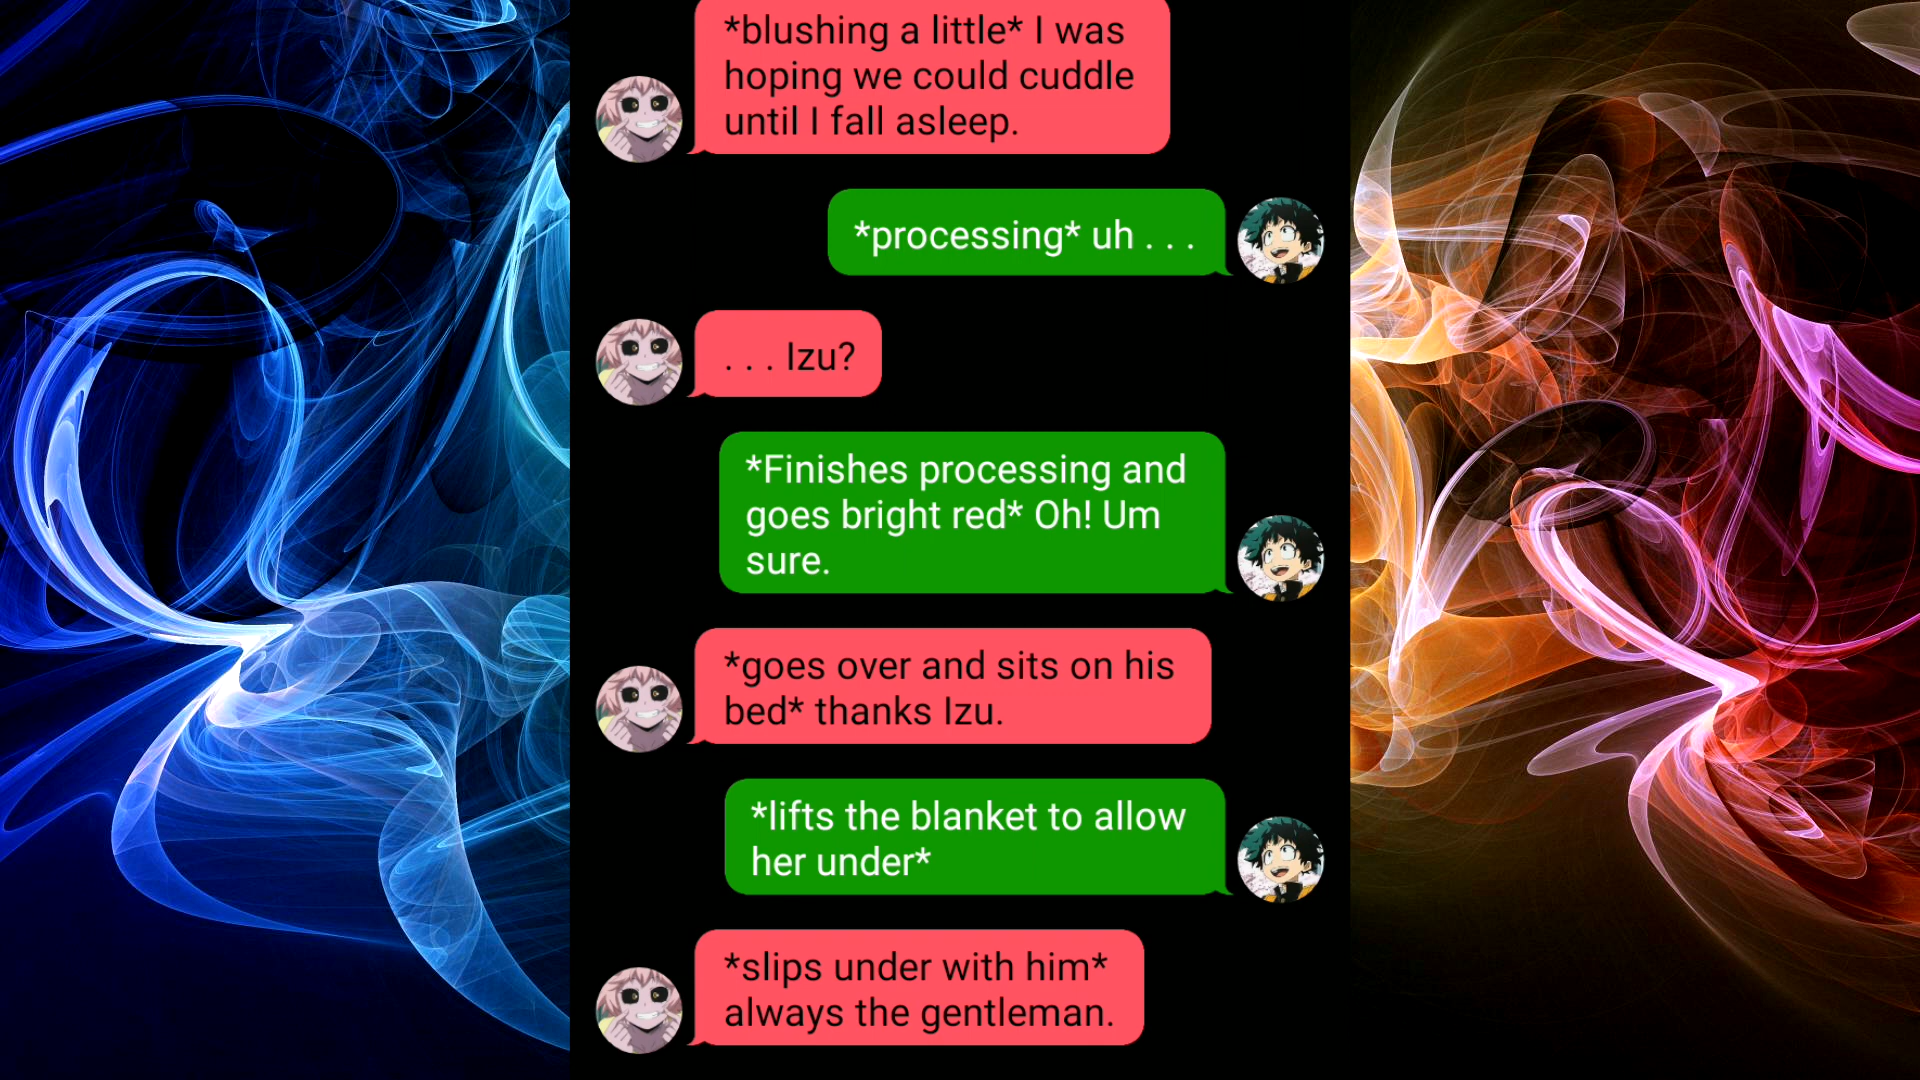 *blushing a little* I was
hoping we could cuddle
until I fall asleep.
*processing* uh . . .
. . . Izu?
*Finishes processing and
goes bright red* Oh! Um
sure.
*goes over and sits on his
bed* thanks Izu.
*lifts the blanket to allow
her under*
*slips under with him*
always the gentleman.